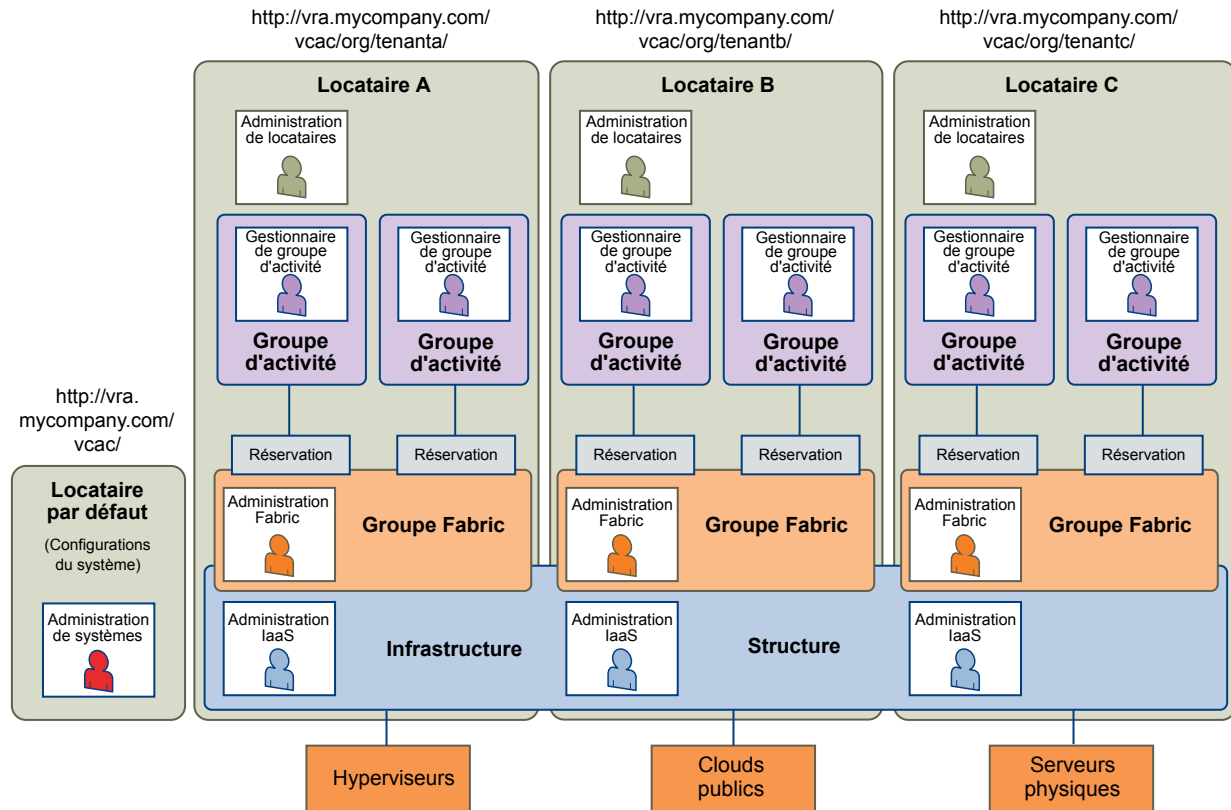 http://vra.mycompany.com/
vcac/org/tenanta/
http://vra.mycompany.com/
vcac/org/tenantb/
http://vra.mycompany.com/
vcac/org/tenantc/
Locataire A
Locataire B
Locataire C
Administration
de locataires
Administration
de locataires
Administration
de locataires
Gestionnaire
de groupe
d'activité
Gestionnaire
de groupe
d'activité
Gestionnaire
de groupe
d'activité
Gestionnaire
de groupe
d'activité
Gestionnaire
de groupe
d'activité
Gestionnaire
de groupe
d'activité
Groupe
d'activité
Groupe
d'activité
Groupe
d'activité
Groupe
d'activité
Groupe
d'activité
Groupe
d'activité
http://vra.
mycompany.com/
vcac/
Réservation
Réservation
Réservation
Réservation
Réservation
Réservation
Locataire
par défaut
(Configurations
du système)
Administration
de systèmes
Administration
Fabric
Groupe Fabric
Administration
Fabric
Groupe Fabric
Administration
Fabric
Groupe Fabric
Administration
IaaS
Infrastructure
Administration
IaaS
Structure
Administration
IaaS
Hyperviseurs
Clouds
publics
Serveurs
physiques